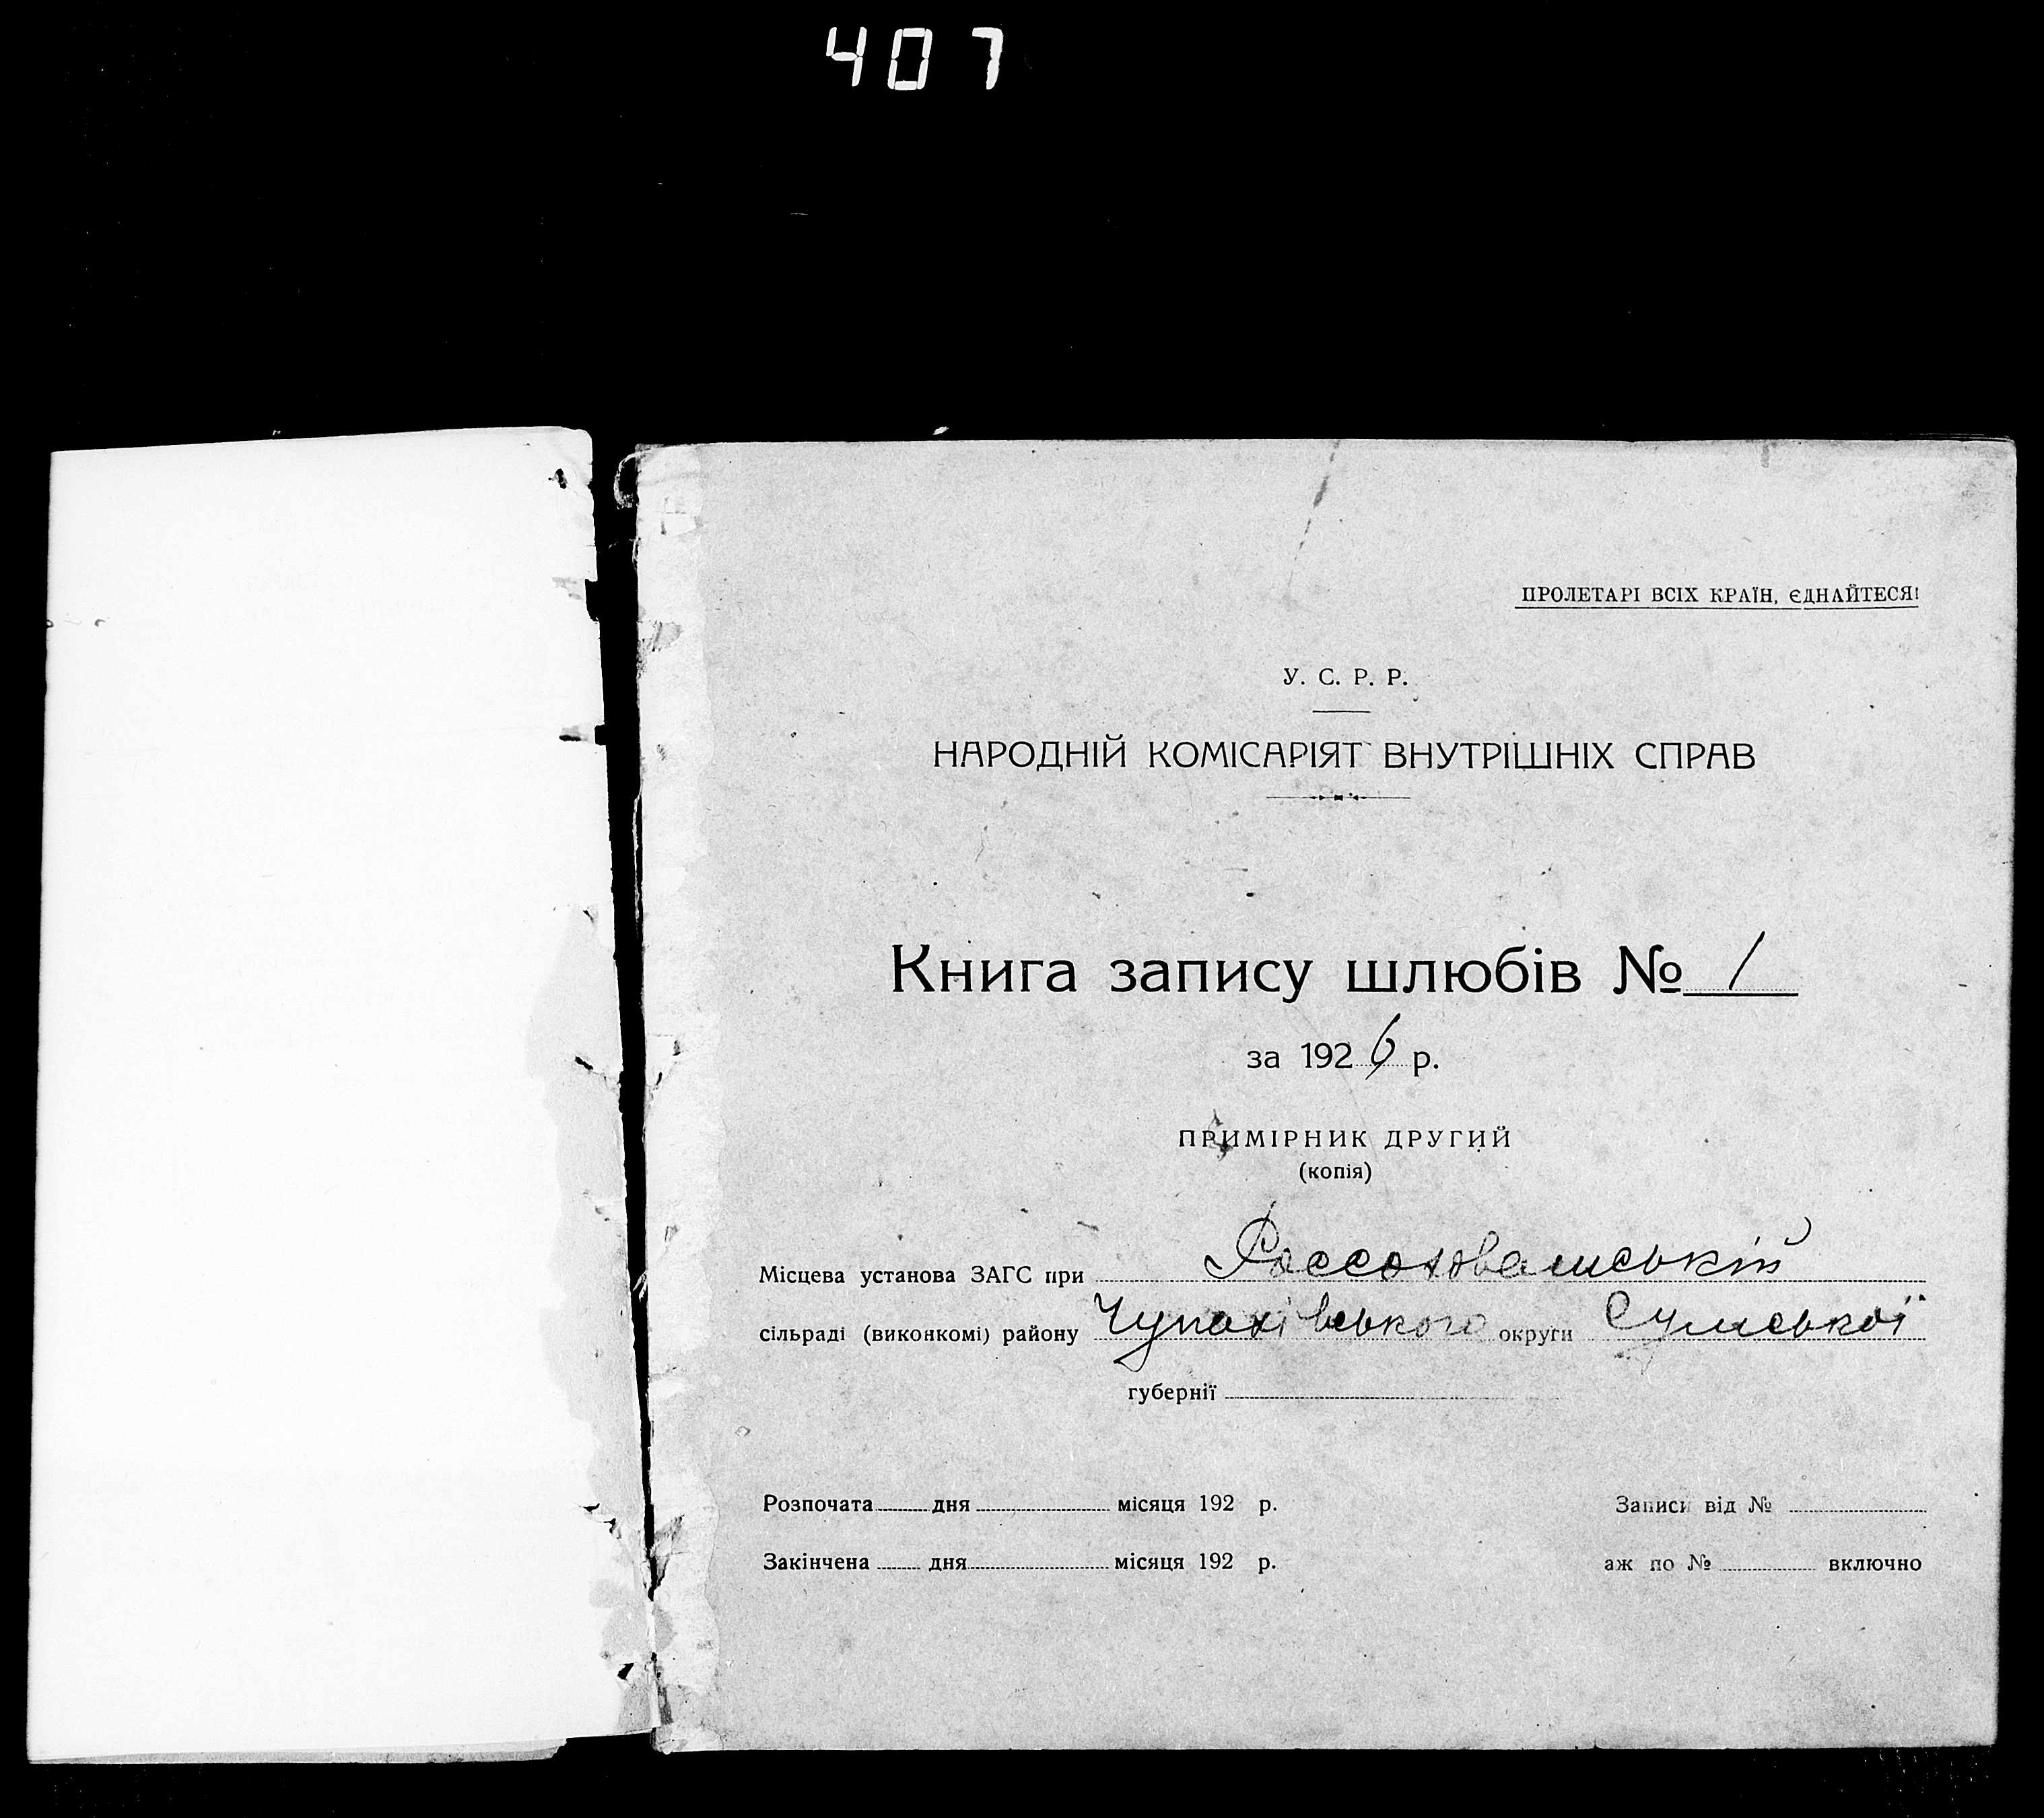 407
ПРОЛЕТАРІ ВСІХ КРАЇН, ЄДНАЙТЕСЯ!
У. С. Р. Р.
НАРОДНІЙ КОМІСАРІЯТ ВНУТРІШНІХ СПРАВ
Книга запису шлюбів № 1
за 1926 р.
ПРИМІРНИК ДРУГИЙ
(копія)
Місцева установа ЗАГС при
сільраді (виконкомі) району Чупахівського округи Сумської
губернії
Розпочата дня місяця 192 р. Записи від №
Закінчена дня місяця 192 р. аж по № включно